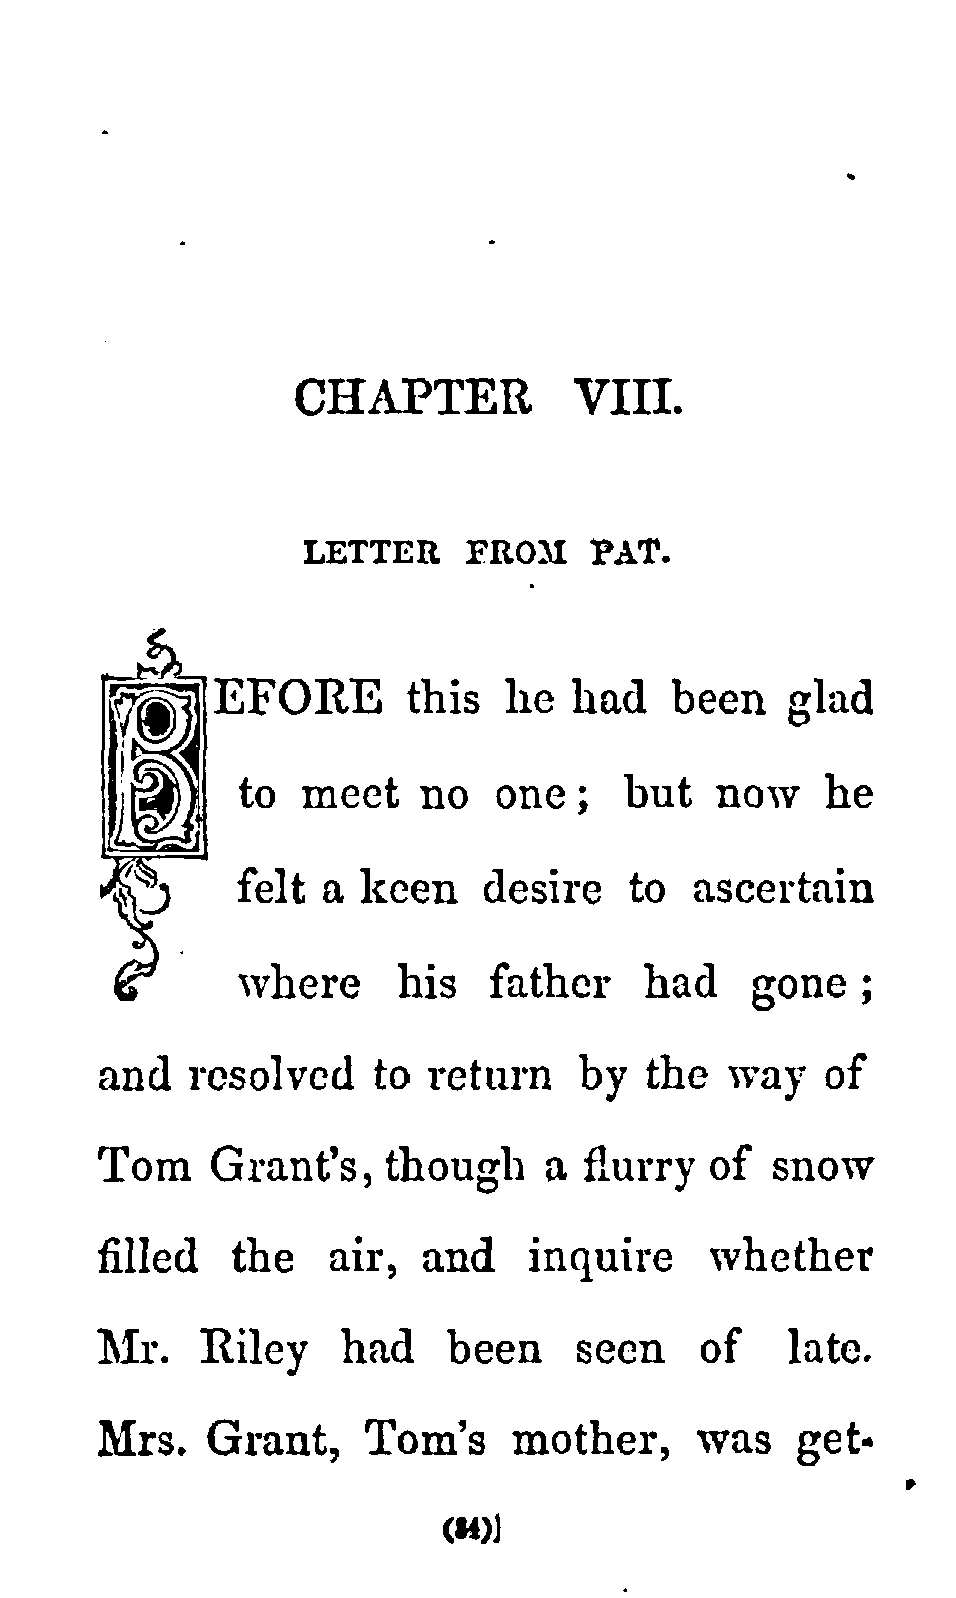 CHAPTER VIII.
LETTER FROM PAT.
BEFORE this he had been glad
to meet no one; but now he
felt a keen desire to ascertain
where his father had gone;
and resolved to return by the way of
Tom Grant's, though a flurry of snow
filled the air, and inquire whether
Mr. Riley had been seen of late.
Mrs. Grant, Tom's mother, was get-
(84)